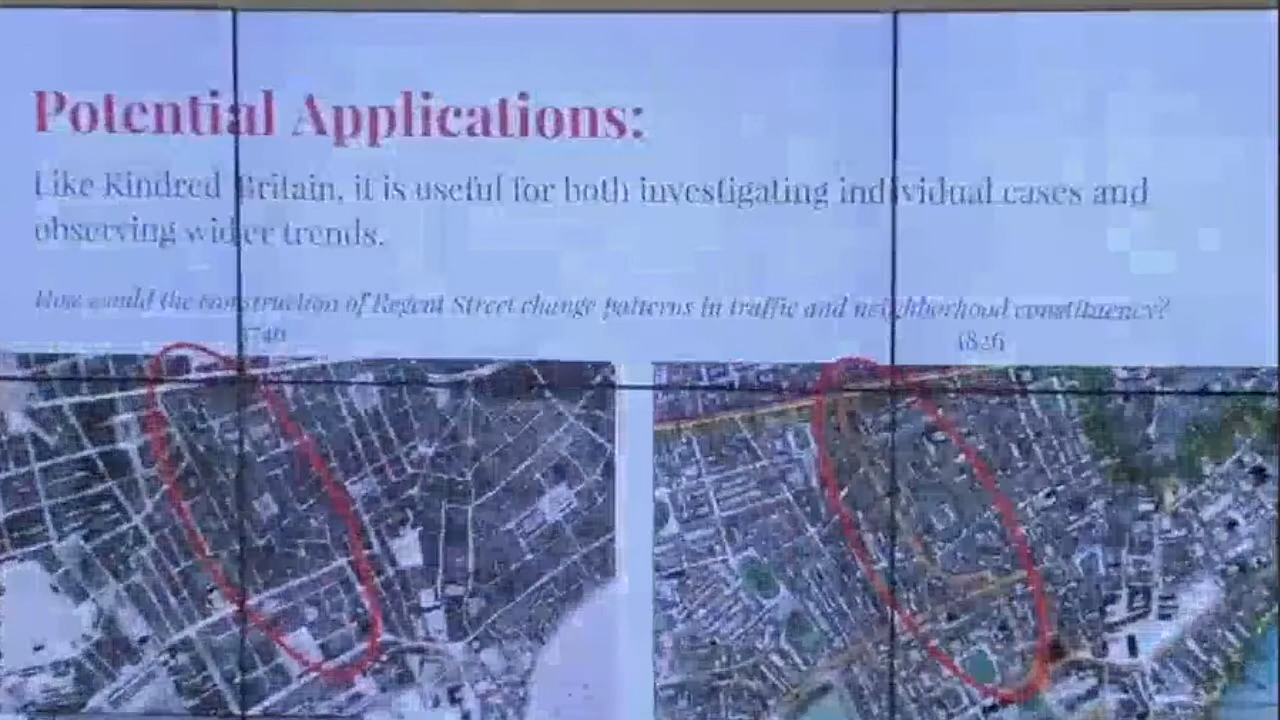 Potential Applications:
Like Kindred Britain, it is useful for both investigating individual cases and
observing wider trends.
How would the construction of Regent Street change patterns in traffic and neighborhood constituency?
1746
1826